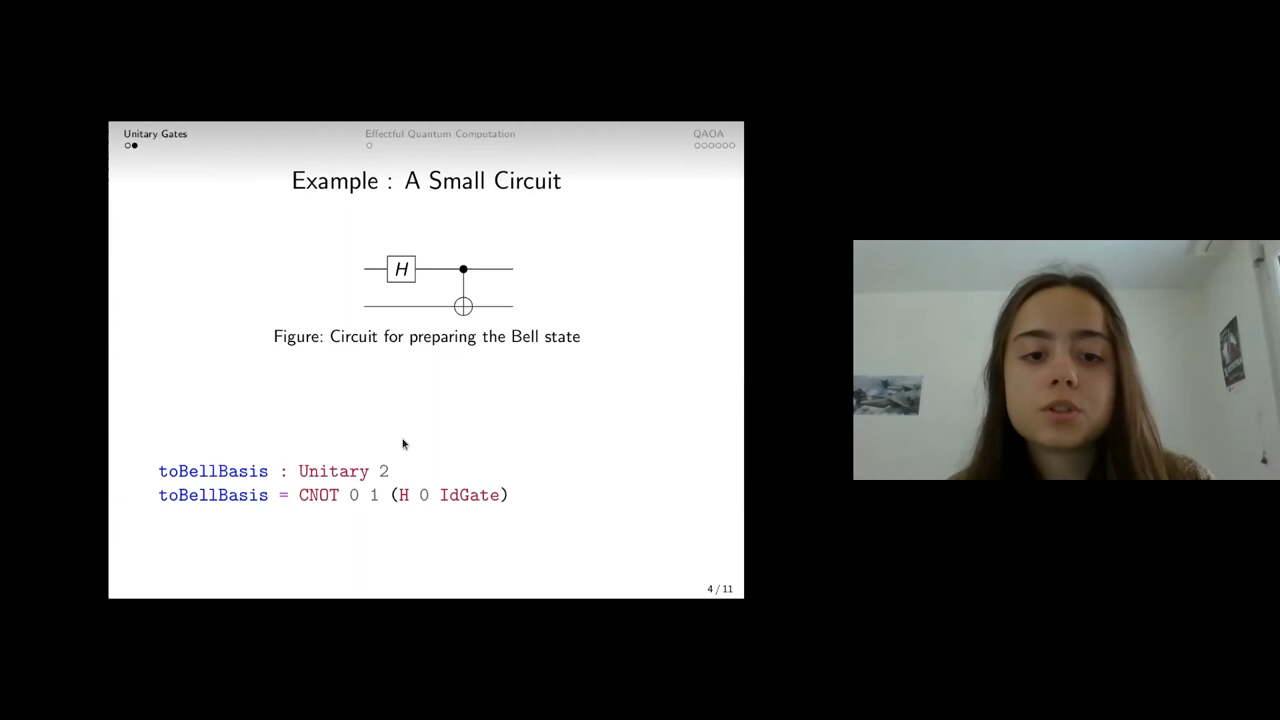 Unitary Gates Effectful Quantum Computation QAOA
Example : A Small Circuit
H
Figure: Circuit for preparing the Bell state
toBellBasis : Unitary 2
toBellBasis = CNOT 0 1 (H 0 IdGate)
4 / 11